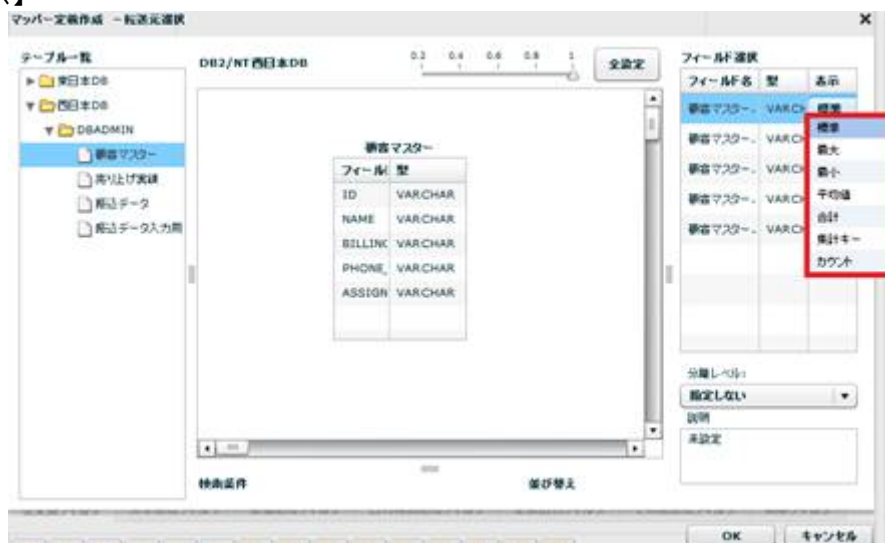 マッパー定義作成 －転送元選択
テーブル一覧
東日本DB
西日本DB
DBADMIN
顧客マスター
売り上げ実績
振込データ
振込データ入力用
DB2/NT 西日本DB
0.2 0.4 0.6 0.8 1
全設定
顧客マスター
フィール 型
ID VARCHAR
NAME VARCHAR
BILLINC VARCHAR
PHONE_ VARCHAR
ASSIGN VARCHAR
検索条件
並び替え
フィールド選択
フィールド名 型 表示
顧客マスター. VARCH 標準
顧客マスター. VARCH
顧客マスター. VARCH
顧客マスター. VARCH
顧客マスター. VARCH
標準
最大
最小
平均値
合計
集計キー
カウント
分離レベル:
指定しない
説明
未設定
OK
キャンセル